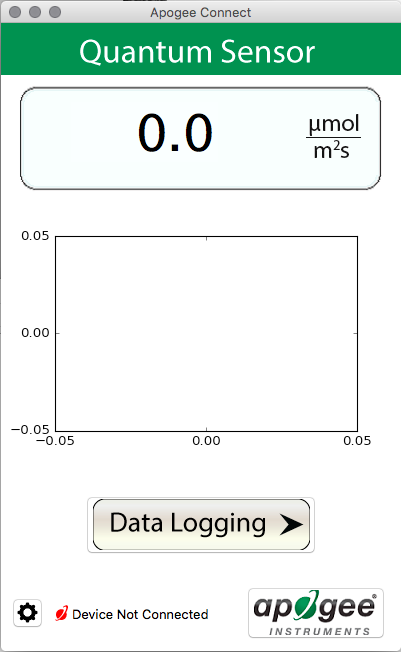 Apogee Connect
Quantum Sensor
0.0
µmol
m²s
0.05
0.00
−0.05
−0.05 0.00 0.05
Data Logging
Device Not Connected
apogee®
INSTRUMENTS